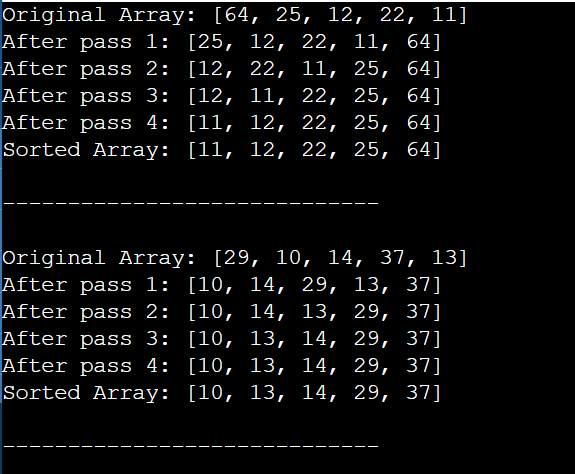 Original Array: [64, 25, 12, 22, 11]
After pass 1: [25, 12, 22, 11, 64]
After pass 2: [12, 22, 11, 25, 64]
After pass 3: [12, 11, 22, 25, 64]
After pass 4: [11, 12, 22, 25, 64]
Sorted Array: [11, 12, 22, 25, 64]
------------------------------
Original Array: [29, 10, 14, 37, 13]
After pass 1: [10, 14, 29, 13, 37]
After pass 2: [10, 14, 13, 29, 37]
After pass 3: [10, 13, 14, 29, 37]
After pass 4: [10, 13, 14, 29, 37]
Sorted Array: [10, 13, 14, 29, 37]
------------------------------